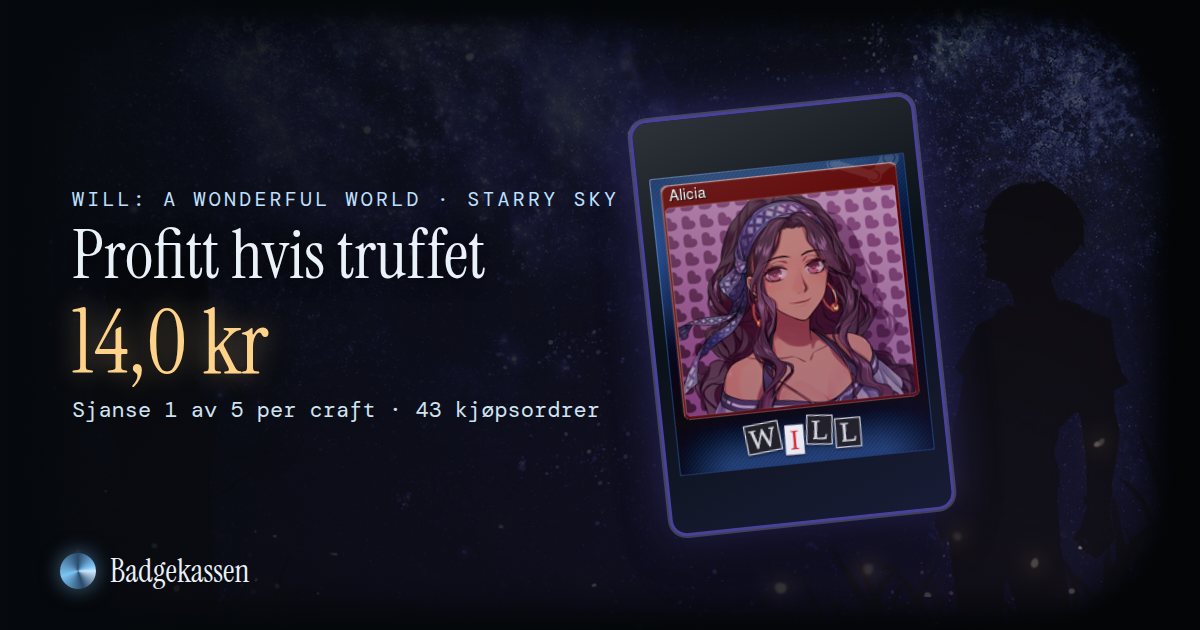 WILL: A WONDERFUL WORLD · STARRY SKY
Profitt hvis truffet
14,0 kr
Sjanse 1 av 5 per craft · 43 kjøpsordrer
Alicia
WILL
Badgekassen